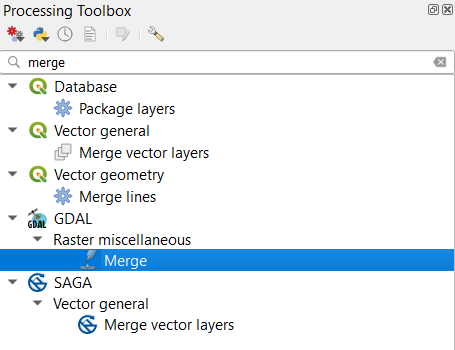 Processing Toolbox
merge
Database
Package layers
Vector general
Merge vector layers
Vector geometry
Merge lines
GDAL
GDAL
Raster miscellaneous
Merge
SAGA
Vector general
Merge vector layers